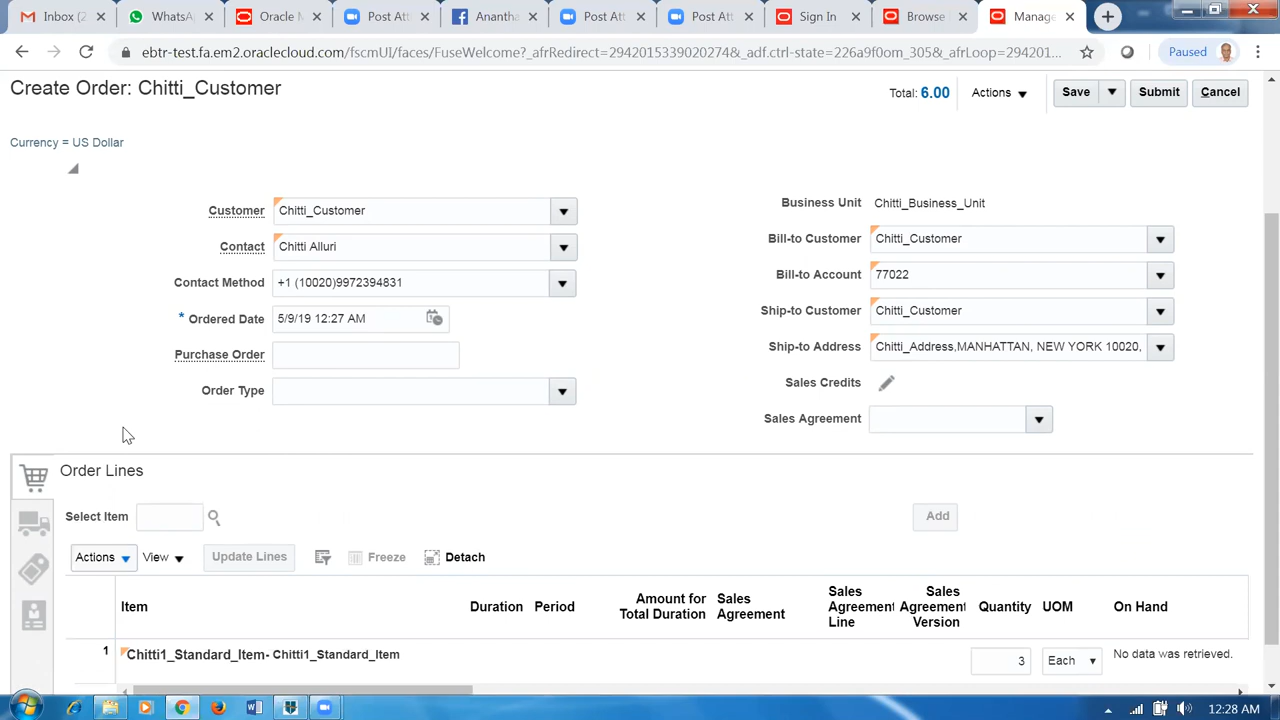 Inbox (2
WhatsA
Oracle
Post Att
Anunkn
Post Att
Post Att
Sign In
Browse
Manage
ebtr-test.fa.em2.oraclecloud.com/fscmUI/faces/FuseWelcome?_afrRedirect=29420153390202748&_adf.ctrl-state=226a9f0om_305&_afrLoop=294201...
Paused
Create Order: Chitti_Customer
Total: 6.00
Actions
Save
Submit
Cancel
Currency = US Dollar
Customer Chitti_Customer
Contact Chitti Alluri
Contact Method +1 (10020)9972394831
* Ordered Date 5/9/19 12:27 AM
Purchase Order
Order Type
Business Unit Chitti_Business_Unit
Bill-to Customer Chitti_Customer
Bill-to Account 77022
Ship-to Customer Chitti_Customer
Ship-to Address Chitti_Address,MANHATTAN, NEW YORK 10020,
Sales Credits
Sales Agreement
Order Lines
Select Item
Add
Actions View Update Lines Freeze Detach
Item Duration Period Amount for Total Duration Sales Agreement Sales Agreement Line Sales Agreement Version Quantity UOM On Hand
1 Chitti1_Standard_Item- Chitti1_Standard_Item 3 Each No data was retrieved.
12:28 AM